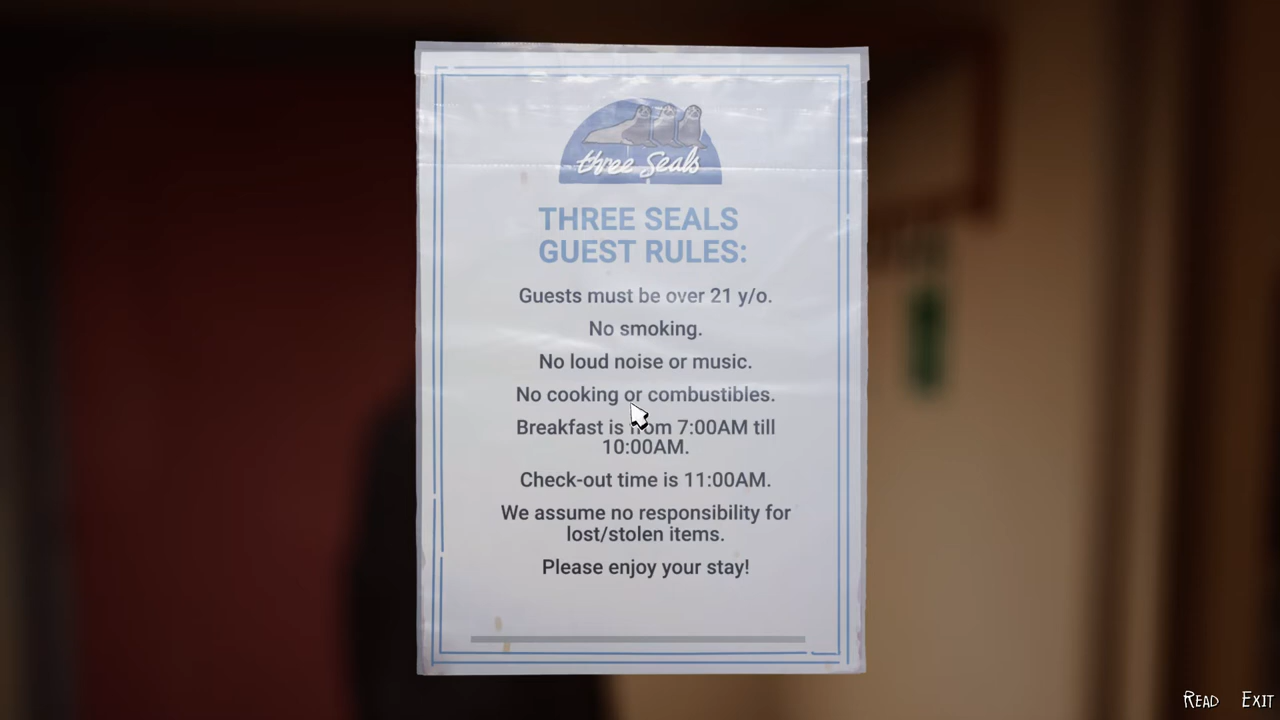 three Seals
THREE SEALS
GUEST RULES:
Guests must be over 21 y/o.
No smoking.
No loud noise or music.
No cooking or combustibles.
Breakfast is from 7:00AM till
10:00AM.
Check-out time is 11:00AM.
We assume no responsibility for
lost/stolen items.
Please enjoy your stay!
READ EXIT